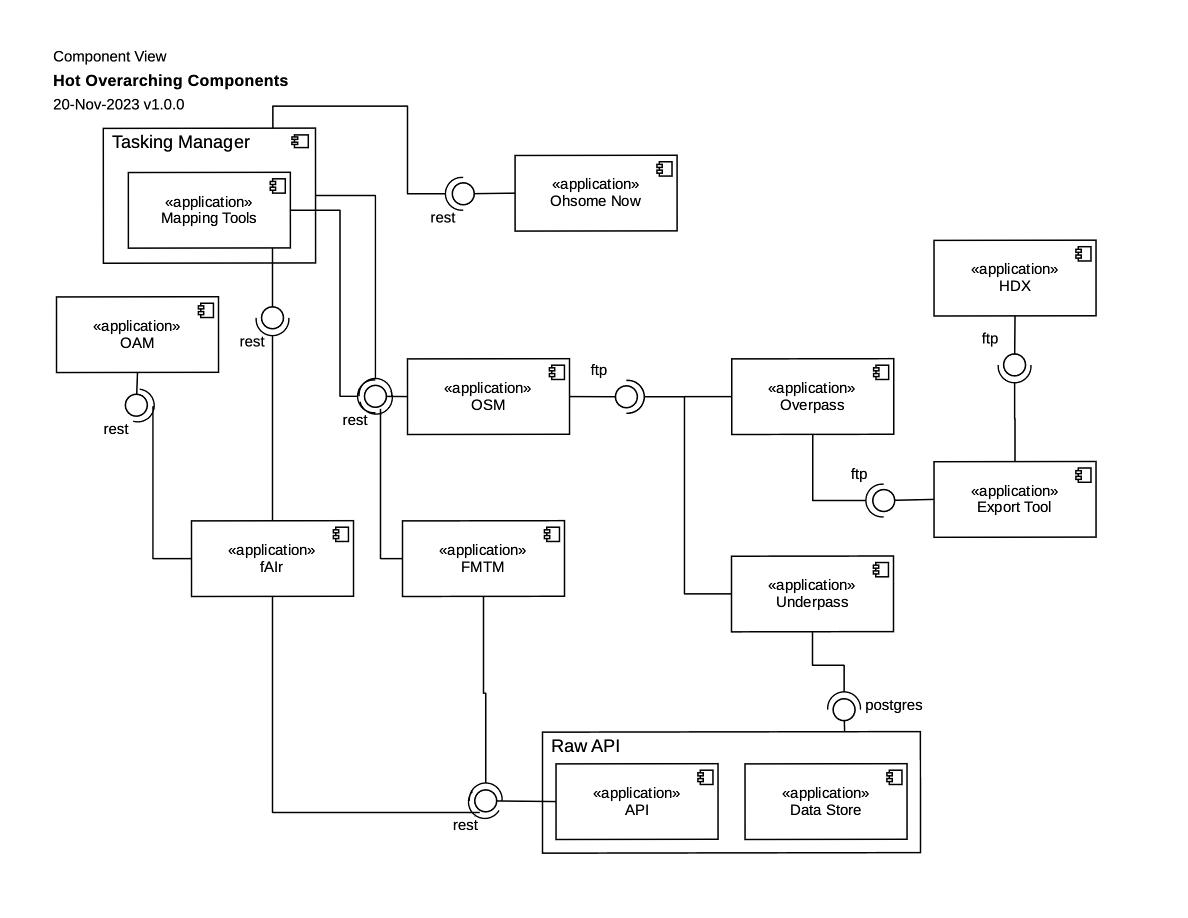 Component View
Hot Overarching Components
20-Nov-2023 v1.0.0
Tasking Manager
«application»
Mapping Tools
rest
«application»
Ohsome Now
«application»
HDX
ftp
«application»
OAM
rest
rest
«application»
OSM
rest
ftp
«application»
Overpass
ftp
«application»
Export Tool
«application»
fAIr
«application»
FMTM
«application»
Underpass
postgres
Raw API
«application»
API
«application»
Data Store
rest